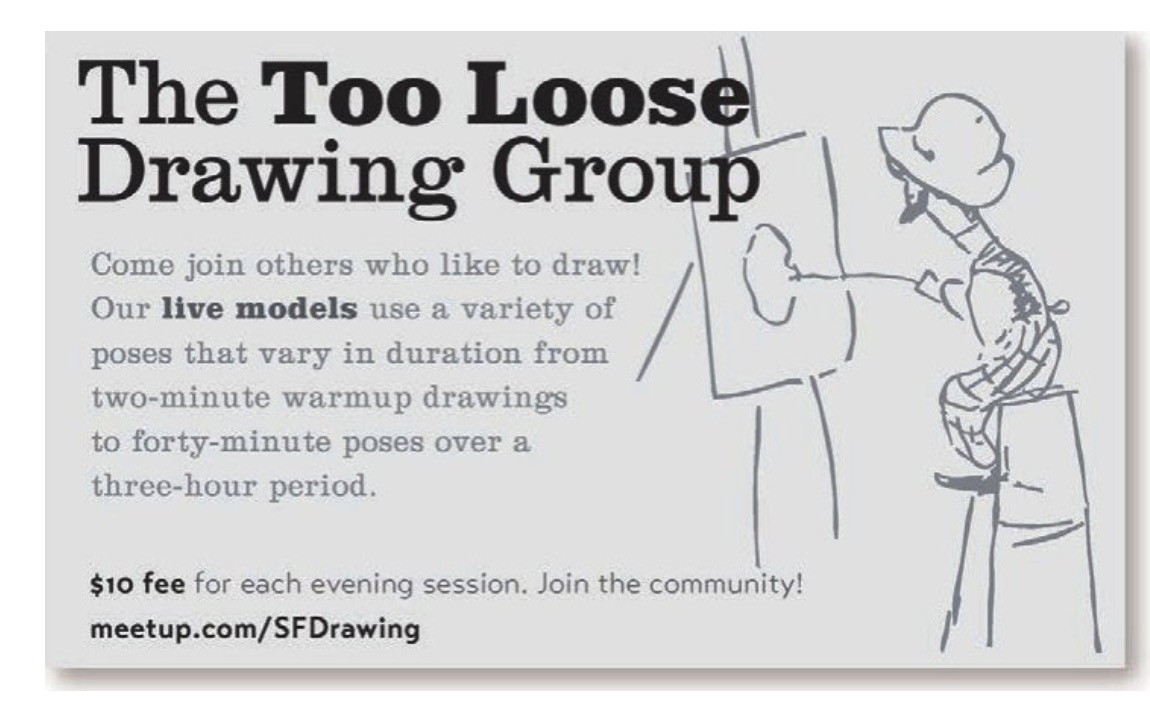 The Too Loose
Drawing Group
Come join others who like to draw!
Our live models use a variety of
poses that vary in duration from
two-minute warmup drawings
to forty-minute poses over a
three-hour period.
$10 fee for each evening session. Join the community!
meetup.com/SFDrawing